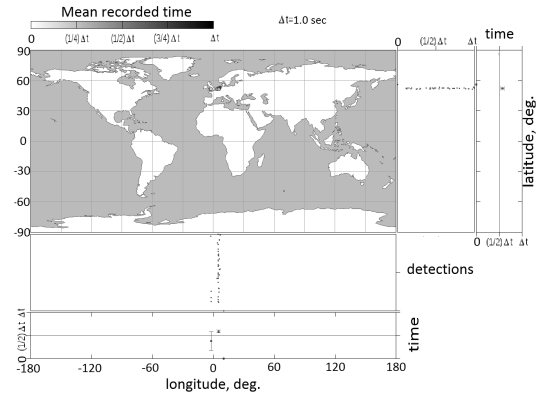 Mean recorded time
Δt=1.0 sec
0 (1/4)Δt (1/2)Δt (3/4)Δt Δt
time
0 (1/2)Δt Δt
90
60
30
0
-30
-60
-90
latitude, deg.
0 (1/2)Δt Δt
detections
0 (1/2)Δt Δt
time
-180 -120 -60 0 60 120 180
longitude, deg.